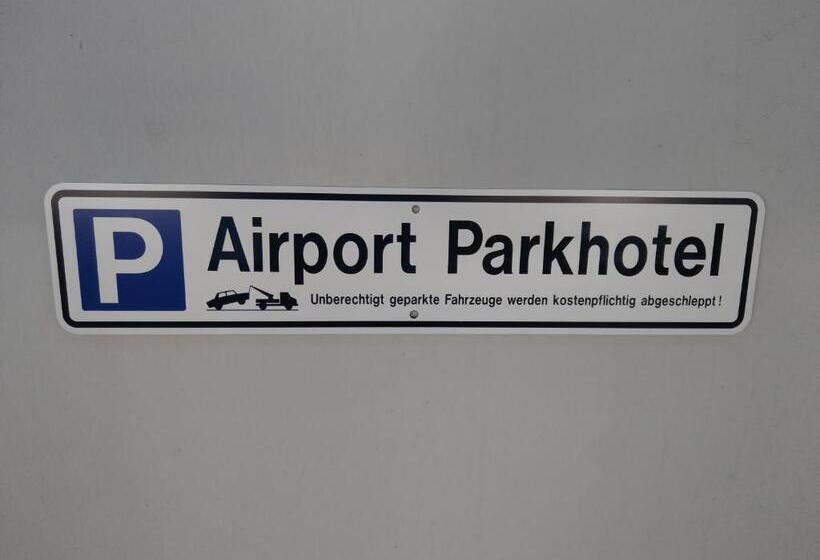 P Airport Parkhotel
Unberechtigt geparkte Fahrzeuge werden kostenpflichtig abgeschleppt!